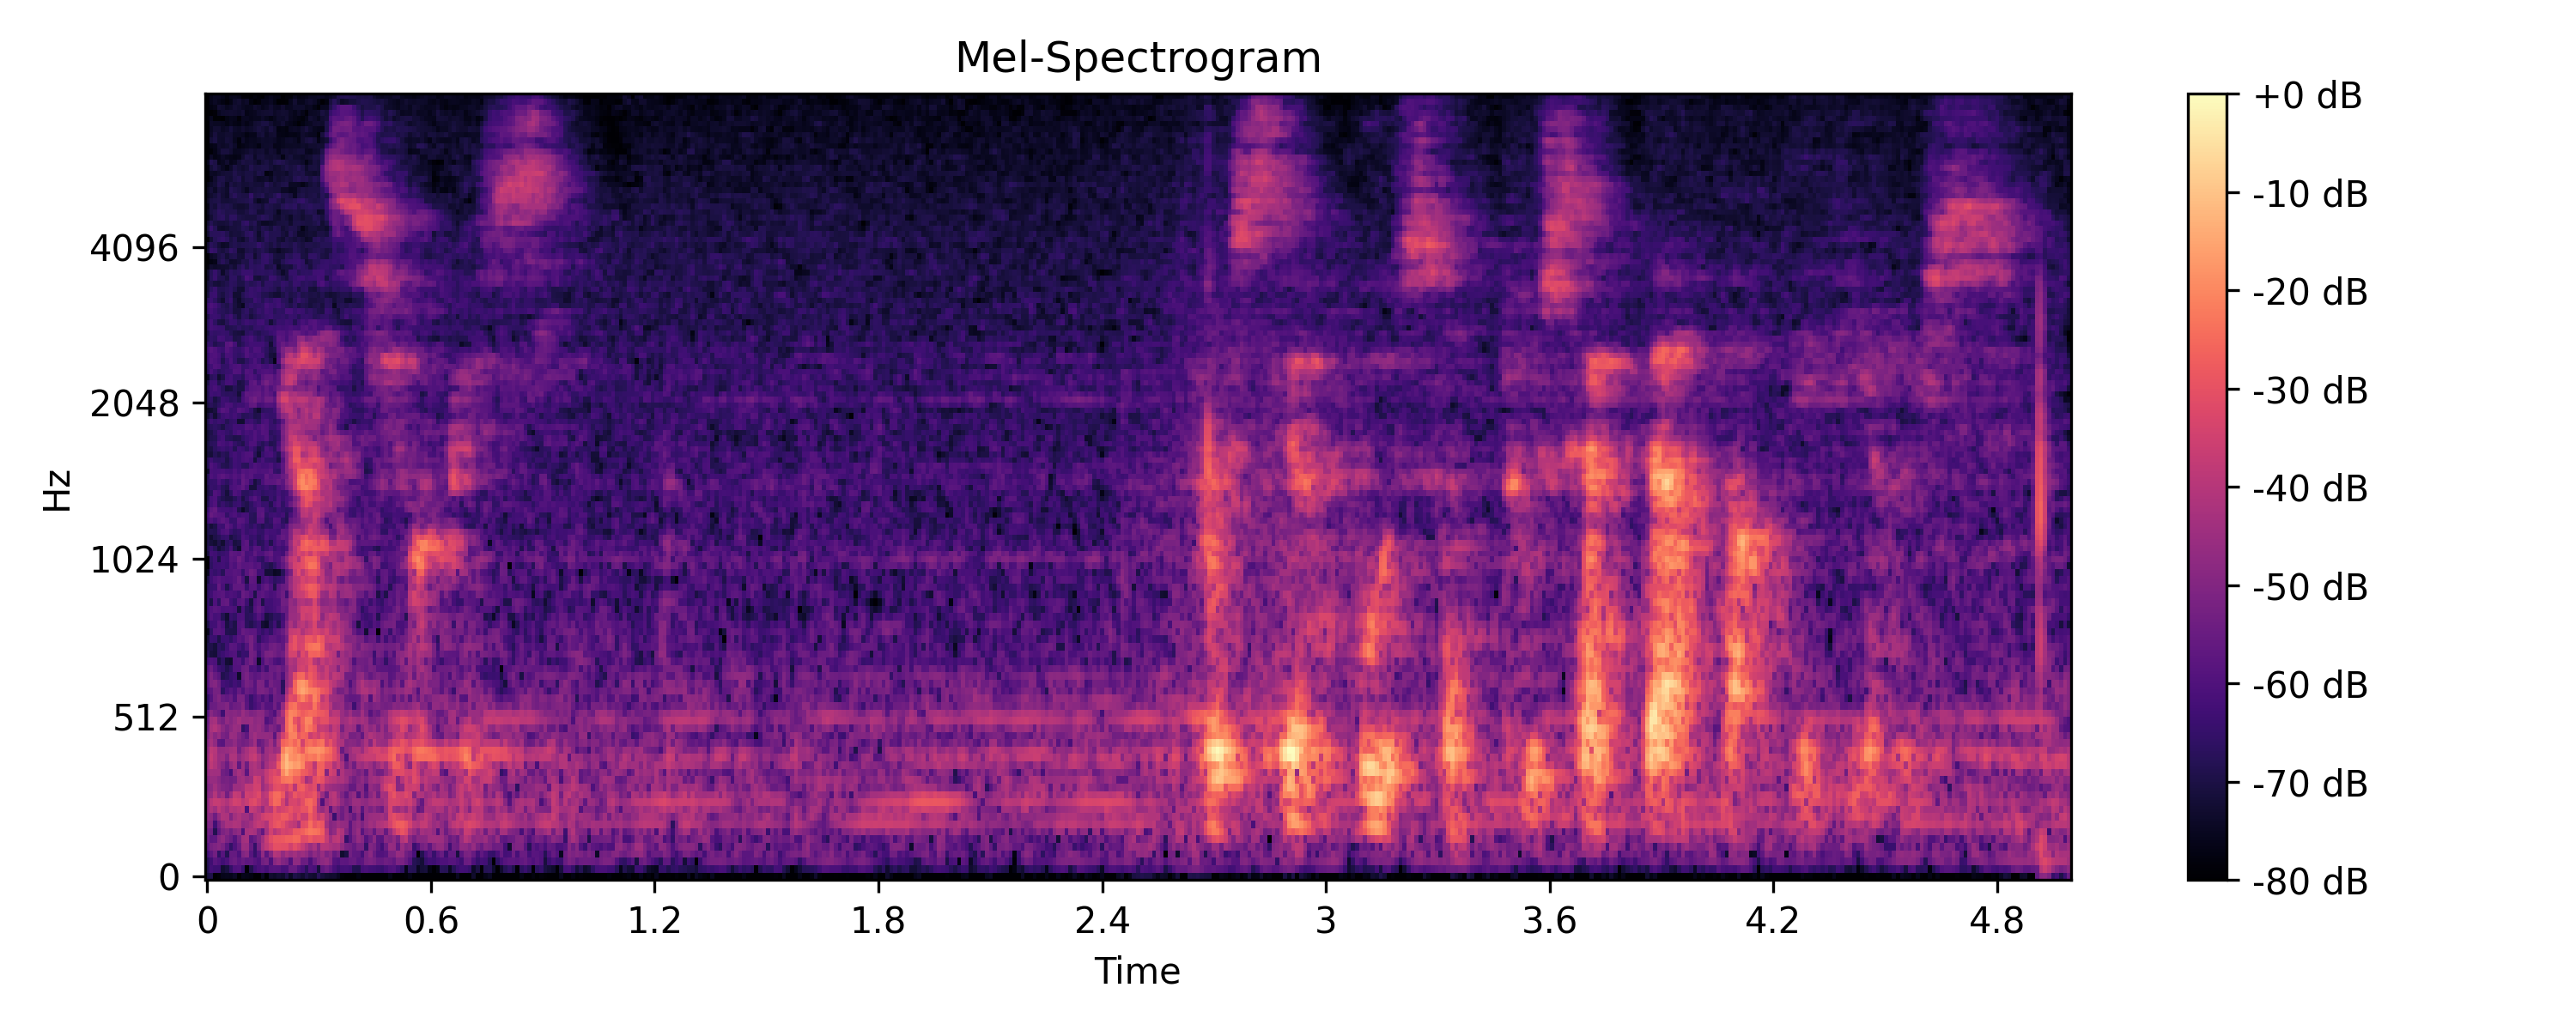 Mel-Spectrogram
+0 dB
-10 dB
-20 dB
-30 dB
-40 dB
-50 dB
-60 dB
-70 dB
-80 dB
4096
2048
1024
512
0
Hz
0 0.6 1.2 1.8 2.4 3 3.6 4.2 4.8
Time